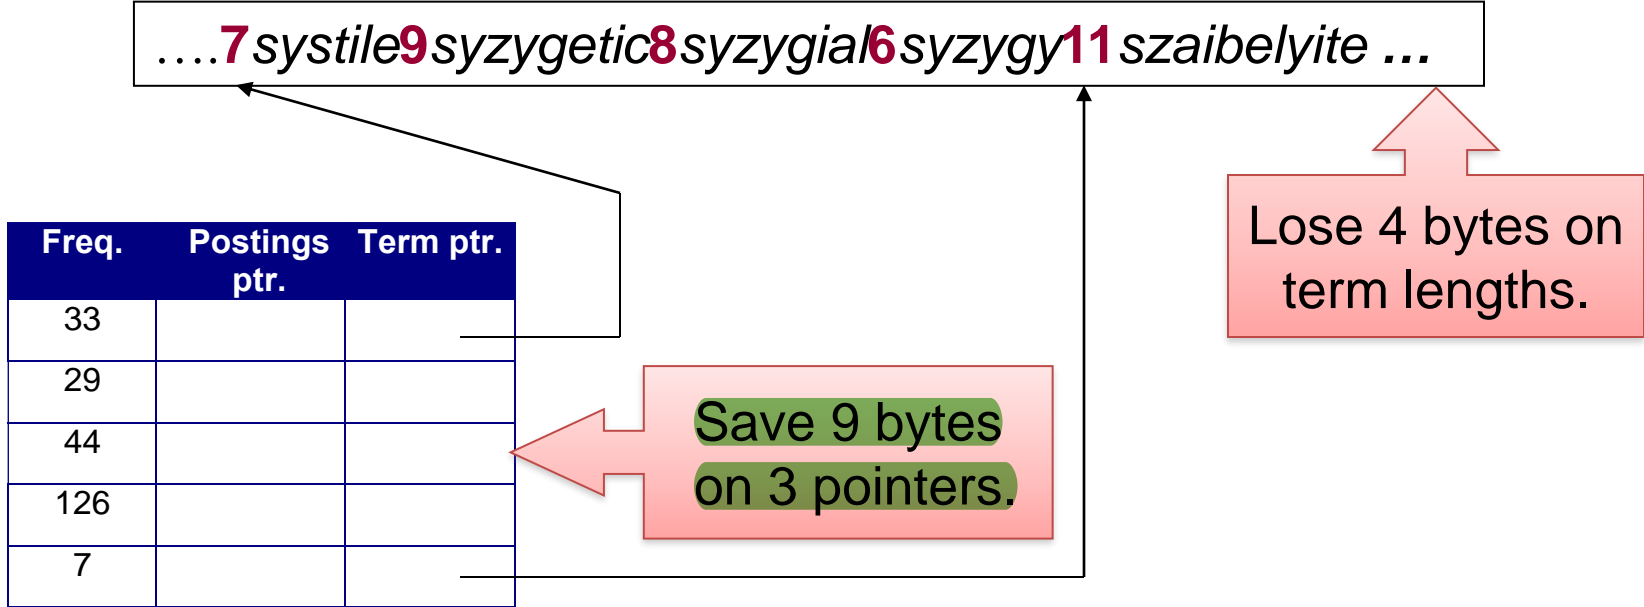 ....7systile9syzygetic8syzygial6syzygy11szaibelyite ...
Lose 4 bytes on
term lengths.
Freq. Postings ptr. Term ptr.
33
29
44
126
7
Save 9 bytes
on 3 pointers.